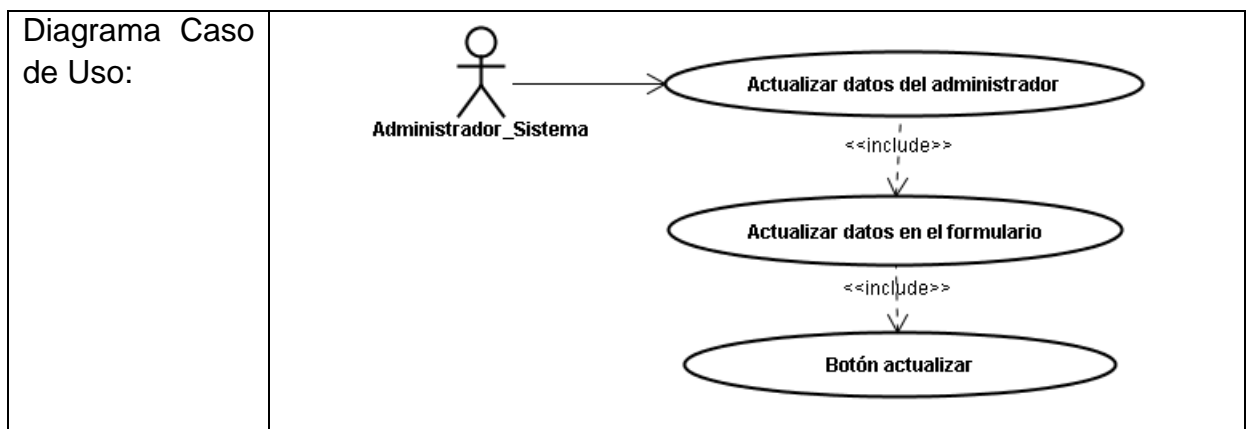 Diagrama Caso
de Uso:
Administrador_Sistema
Actualizar datos del administrador
<<include>>
Actualizar datos en el formulario
<<include>>
Botón actualizar